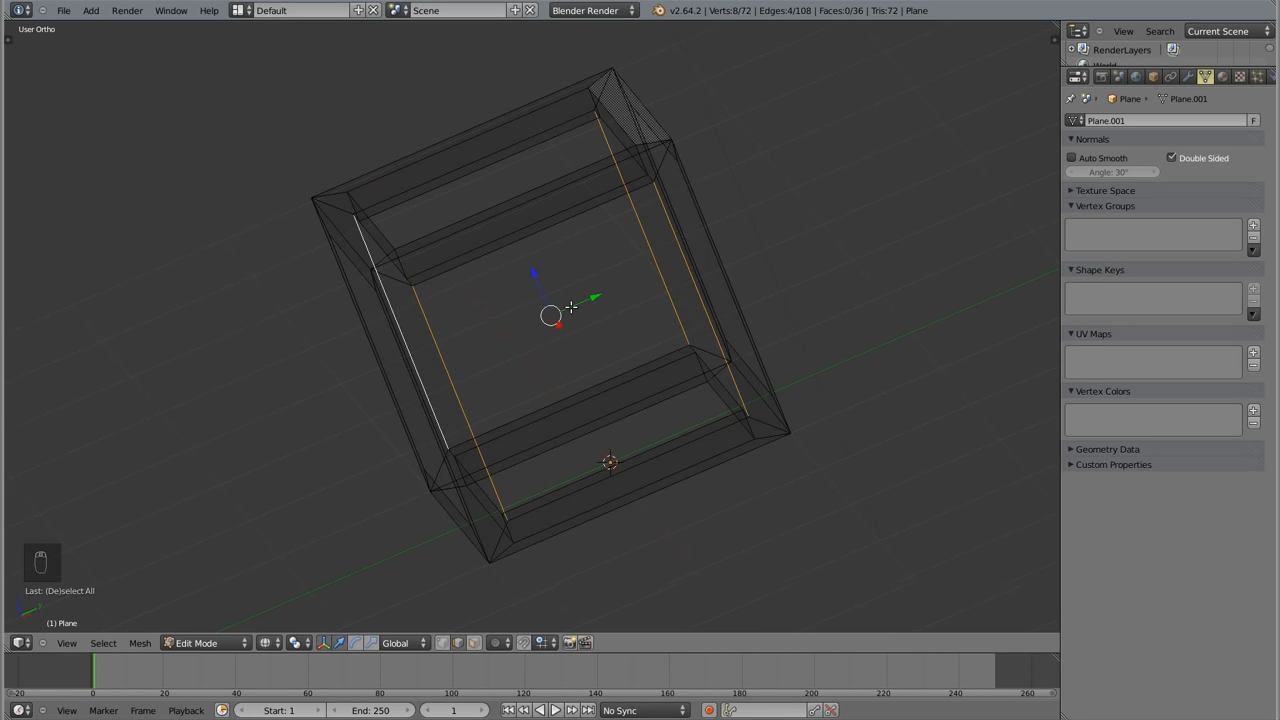 File Add Render Window Help Default Scene Blender Render v2.64.2 | Verts:8/72 | Edges:4/108 | Faces:0/36 | Tris:72 | Plane
User Ortho
View Search Current Scene
RenderLayers
World
Plane Plane.001
Plane.001 F
Normals
Auto Smooth Double Sided
Angle: 30°
Texture Space
Vertex Groups
Shape Keys
UV Maps
Vertex Colors
Geometry Data
Custom Properties
Last: (De)select All
(1) Plane
View Select Mesh Edit Mode Global
-20 0 20 40 60 80 100 120 140 160 180 200 220 240 260
View Marker Frame Playback Start: 1 End: 250 1 No Sync